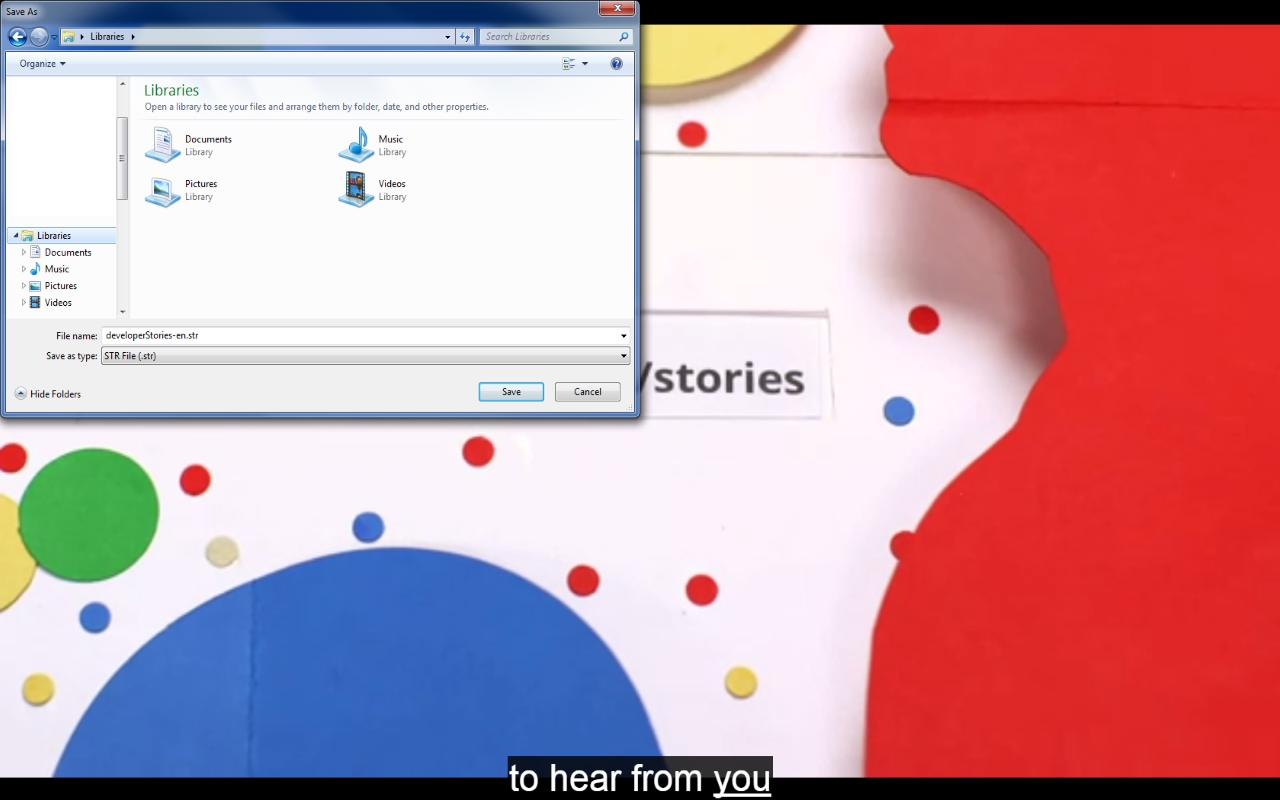 Save As
Libraries
Search Libraries
Organize
Libraries
Open a library to see your files and arrange them by folder, date, and other properties.
Documents
Library
Music
Library
Pictures
Library
Videos
Library
Libraries
Documents
Music
Pictures
Videos
File name: developerStories-en.str
Save as type: STR File (.str)
Hide Folders
Save
Cancel
/stories
to hear from you